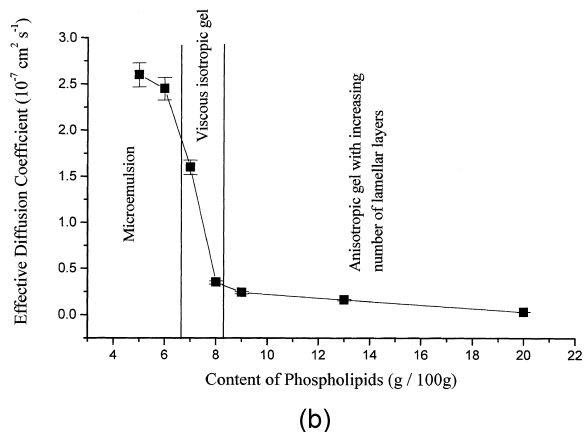 Effective Diffusion Coefficient (10⁻⁷ cm² s⁻¹)
3.0
2.5
2.0
1.5
1.0
0.5
0.0
Microemulsion
Viscous isotropic gel
Anisotropic gel with increasing
number of lamellar layers
4 6 8 10 12 14 16 18 20 22
Content of Phospholipids (g / 100g)
(b)